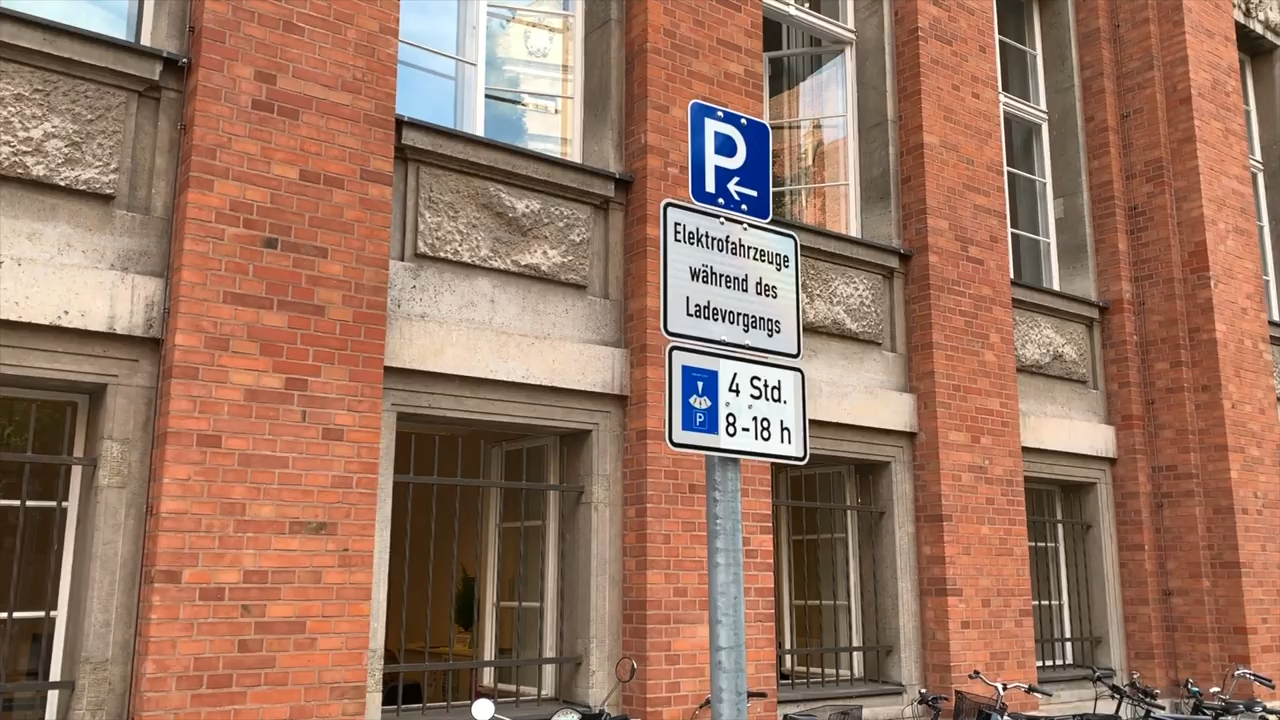 P
Elektrofahrzeuge
während des
Ladevorgangs
4 Std.
P 8-18 h